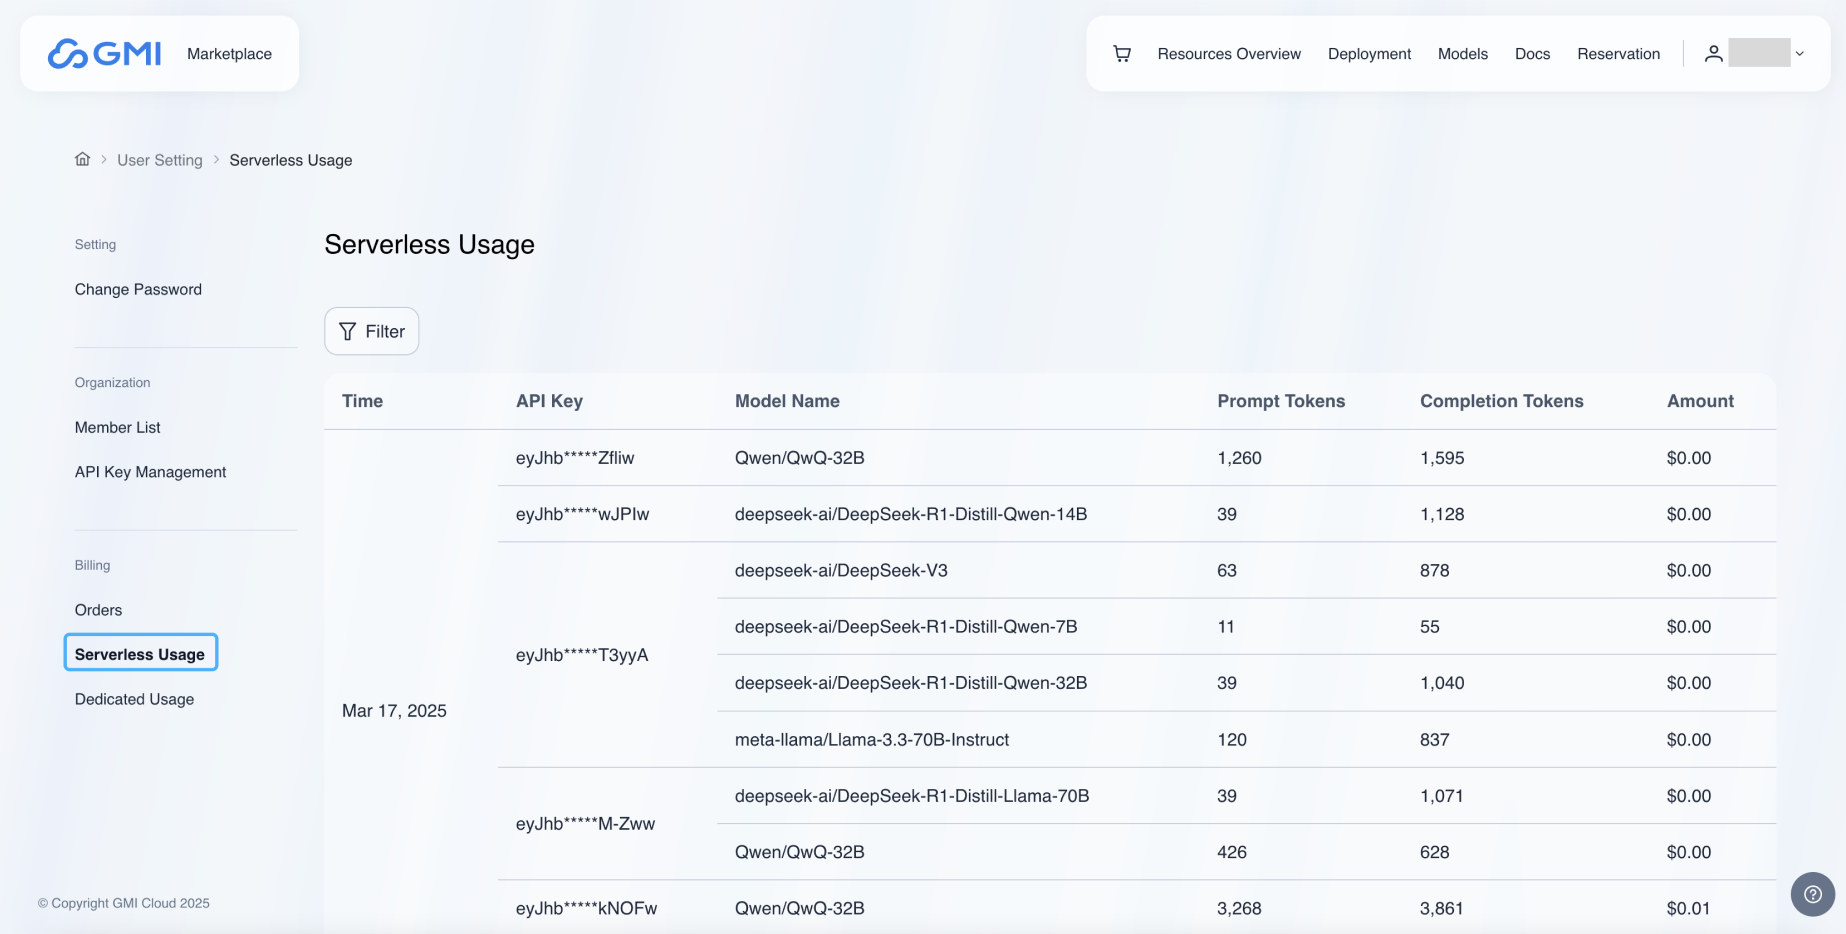 GMI Marketplace
Resources Overview Deployment Models Docs Reservation
User Setting > Serverless Usage
Setting
Change Password
Organization
Member List
API Key Management
Billing
Orders
Serverless Usage
Dedicated Usage
© Copyright GMI Cloud 2025
Serverless Usage
Filter
Time API Key Model Name Prompt Tokens Completion Tokens Amount
Mar 17, 2025
eyJhb*****Zfliw Qwen/QwQ-32B 1,260 1,595 $0.00
eyJhb*****wJPIw deepseek-ai/DeepSeek-R1-Distill-Qwen-14B 39 1,128 $0.00
eyJhb*****T3yyA
deepseek-ai/DeepSeek-V3 63 878 $0.00
deepseek-ai/DeepSeek-R1-Distill-Qwen-7B 11 55 $0.00
deepseek-ai/DeepSeek-R1-Distill-Qwen-32B 39 1,040 $0.00
meta-llama/Llama-3.3-70B-Instruct 120 837 $0.00
eyJhb*****M-Zww
deepseek-ai/DeepSeek-R1-Distill-Llama-70B 39 1,071 $0.00
Qwen/QwQ-32B 426 628 $0.00
eyJhb*****kNOFw Qwen/QwQ-32B 3,268 3,861 $0.01